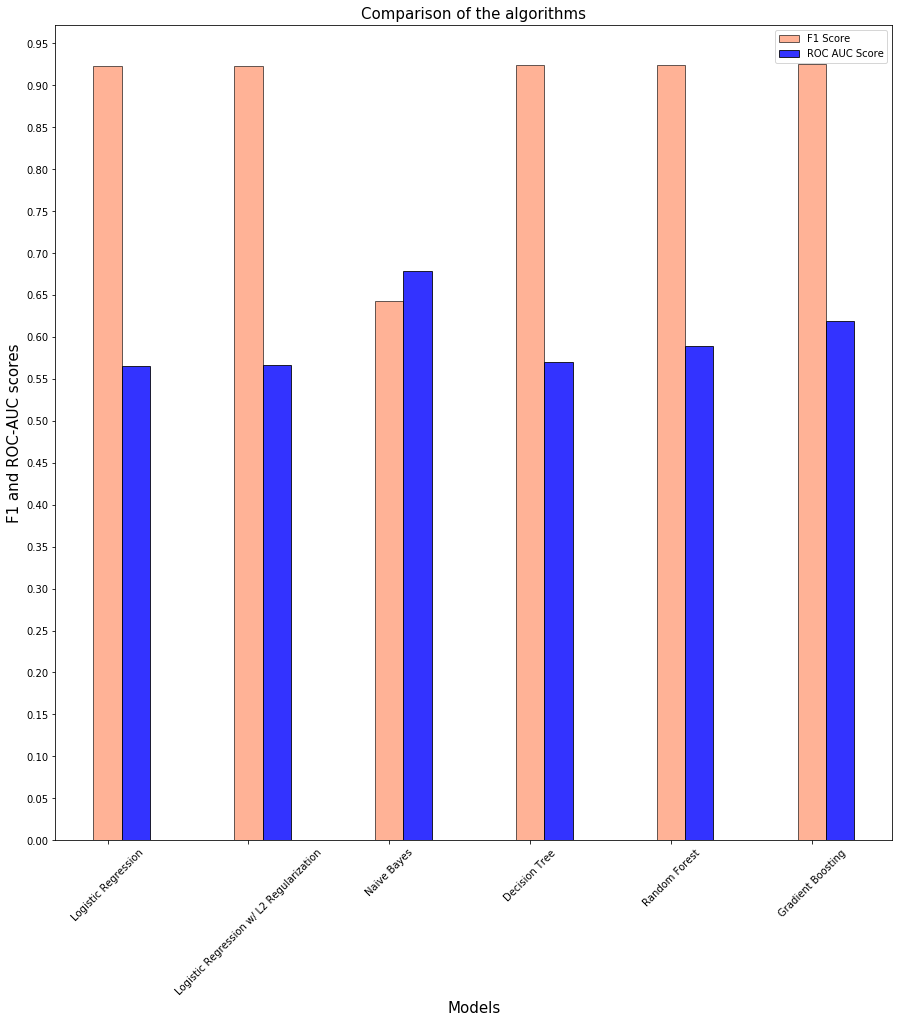 Comparison of the algorithms
F1 Score
ROC AUC Score
F1 and ROC-AUC scores
0.95
0.90
0.85
0.80
0.75
0.70
0.65
0.60
0.55
0.50
0.45
0.40
0.35
0.30
0.25
0.20
0.15
0.10
0.05
0.00
Logistic Regression
Logistic Regression w/ L2 Regularization
Naive Bayes
Decision Tree
Random Forest
Gradient Boosting
Models